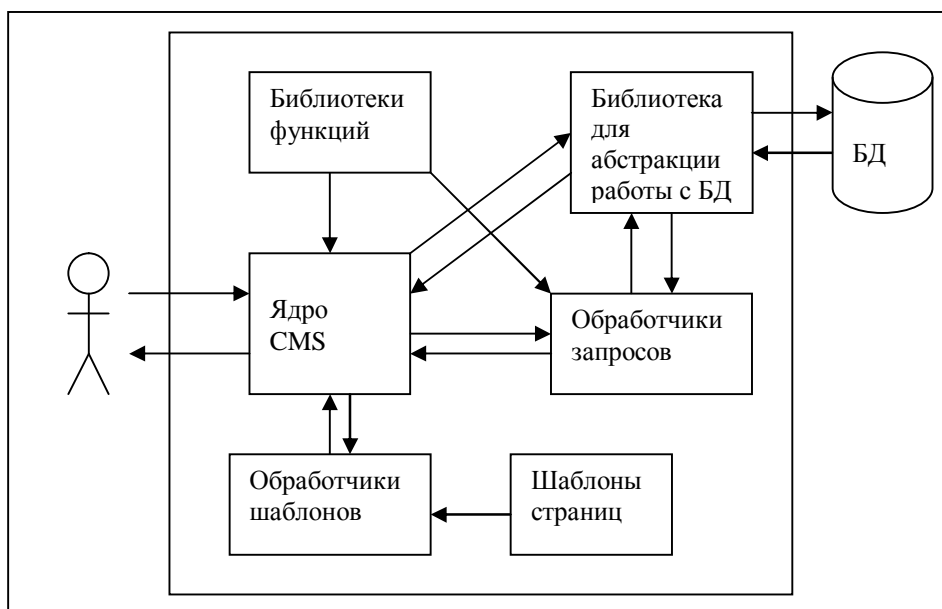 Библиотеки
функций
Библиотека
для
абстракции
работы с БД
БД
Ядро
CMS
Обработчики
запросов
Обработчики
шаблонов
Шаблоны
страниц